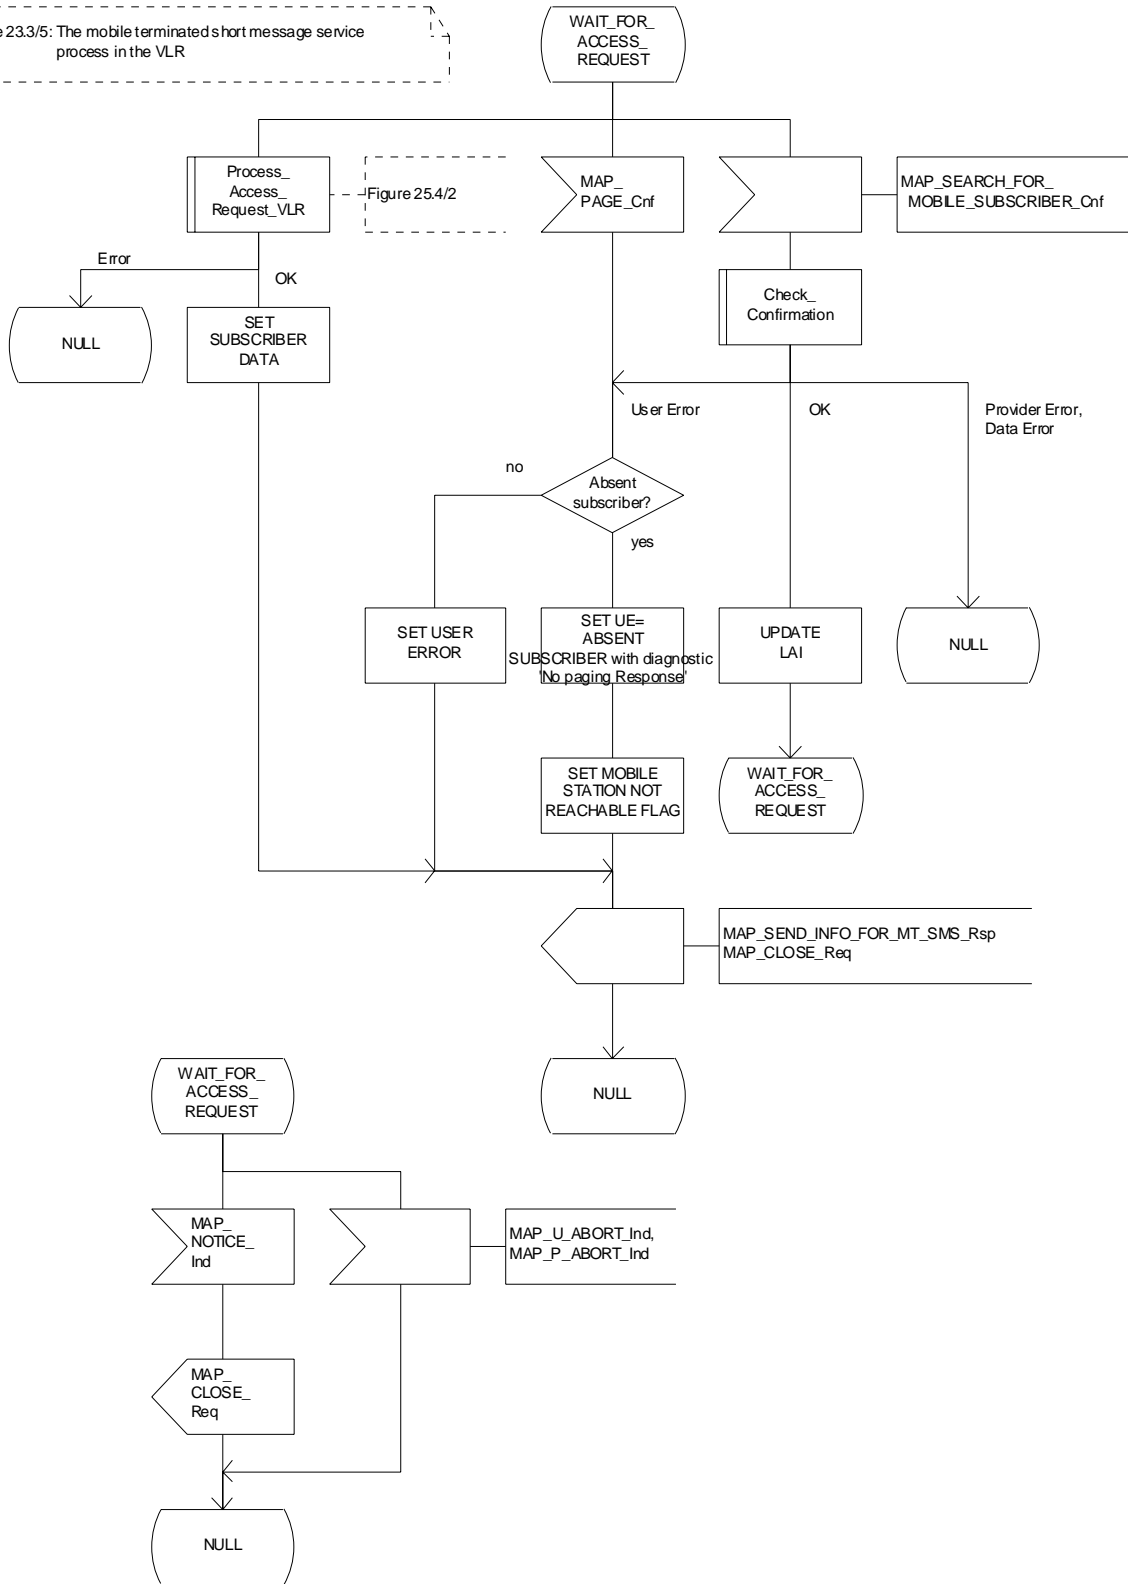 23.3/5: The mobile terminated short message service
process in the VLR
WAIT_FOR_
ACCESS_
REQUEST
Process_
Access_
Request_VLR
Figure 25.4/2
MAP_
PAGE_Cnf
MAP_SEARCH_FOR_
MOBILE_SUBSCRIBER_Cnf
Error
OK
Check_
Confirmation
NULL
SET
SUBSCRIBER
DATA
User Error
OK
Provider Error,
Data Error
no
Absent
subscriber?
yes
SET USER
ERROR
SET UE=
ABSENT
SUBSCRIBER with diagnostic
'No paging Response'
UPDATE
LAI
NULL
SET MOBILE
STATION NOT
REACHABLE FLAG
WAIT_FOR_
ACCESS_
REQUEST
MAP_SEND_INFO_FOR_MT_SMS_Rsp
MAP_CLOSE_Req
NULL
WAIT_FOR_
ACCESS_
REQUEST
MAP_
NOTICE_
Ind
MAP_U_ABORT_Ind,
MAP_P_ABORT_Ind
MAP_
CLOSE_
Req
NULL